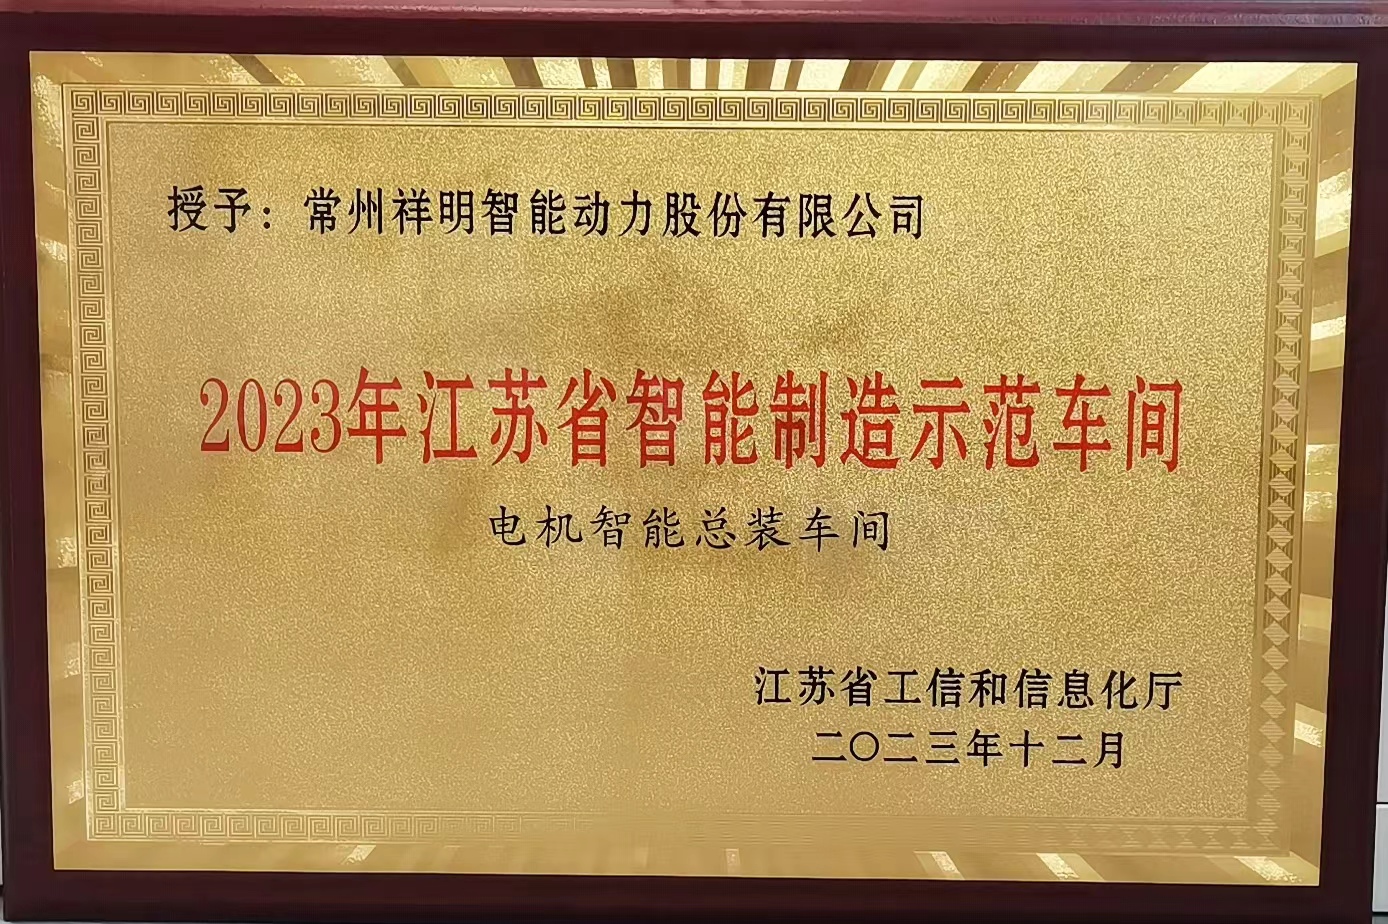 授予：常州祥明智能动力股份有限公司
2023年江苏省智能制造示范车间
电机智能总装车间
江苏省工信和信息化厅
二〇二三年十二月